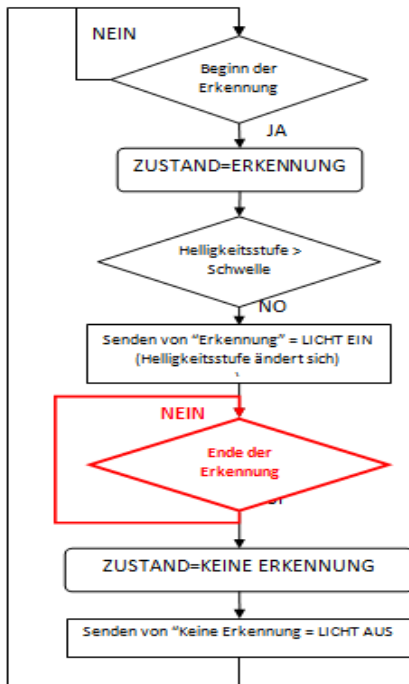 NEIN
Beginn der
Erkennung
JA
ZUSTAND=ERKENNUNG
Helligkeitsstufe >
Schwelle
NO
Senden von "Erkennung" = LICHT EIN
(Helligkeitsstufe ändert sich)
NEIN
Ende der
Erkennung
ZUSTAND=KEINE ERKENNUNG
Senden von "Keine Erkennung = LICHT AUS